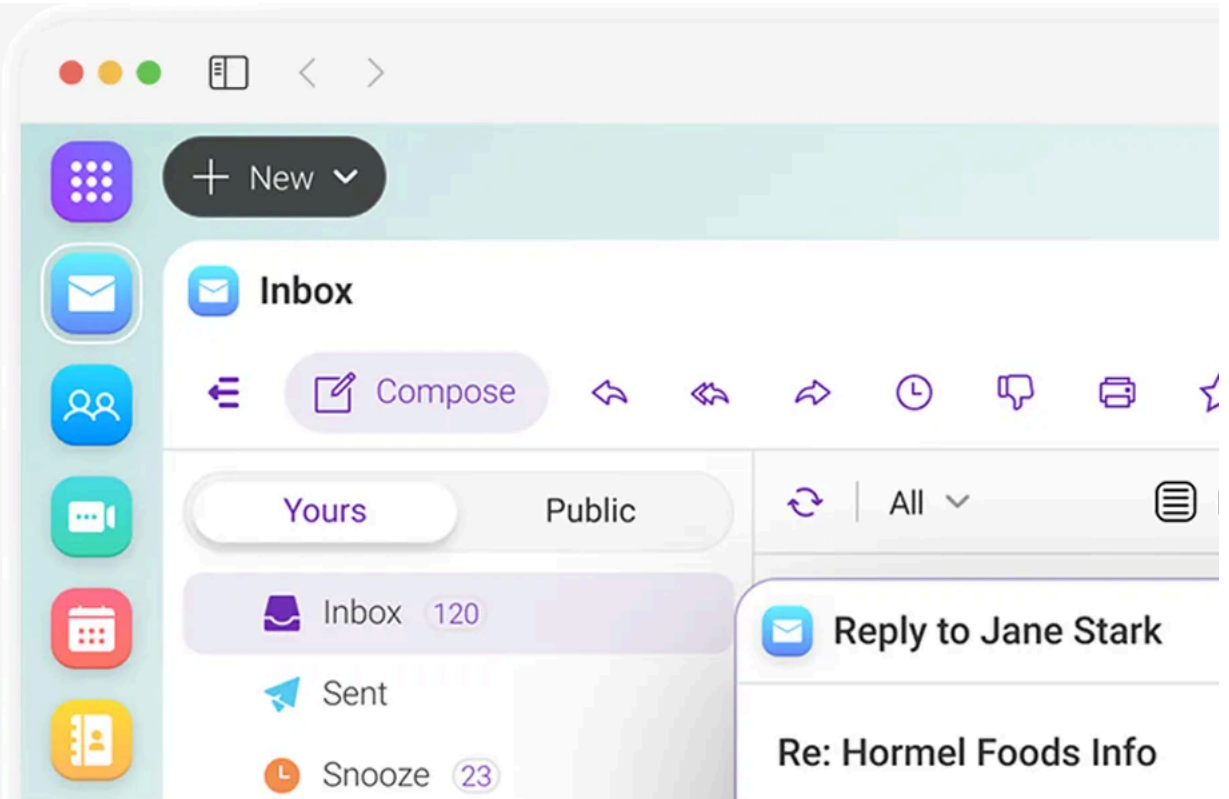 New
Inbox
Compose
Yours Public
All
Inbox 120
Sent
Snooze 23
Reply to Jane Stark
Re: Hormel Foods Info